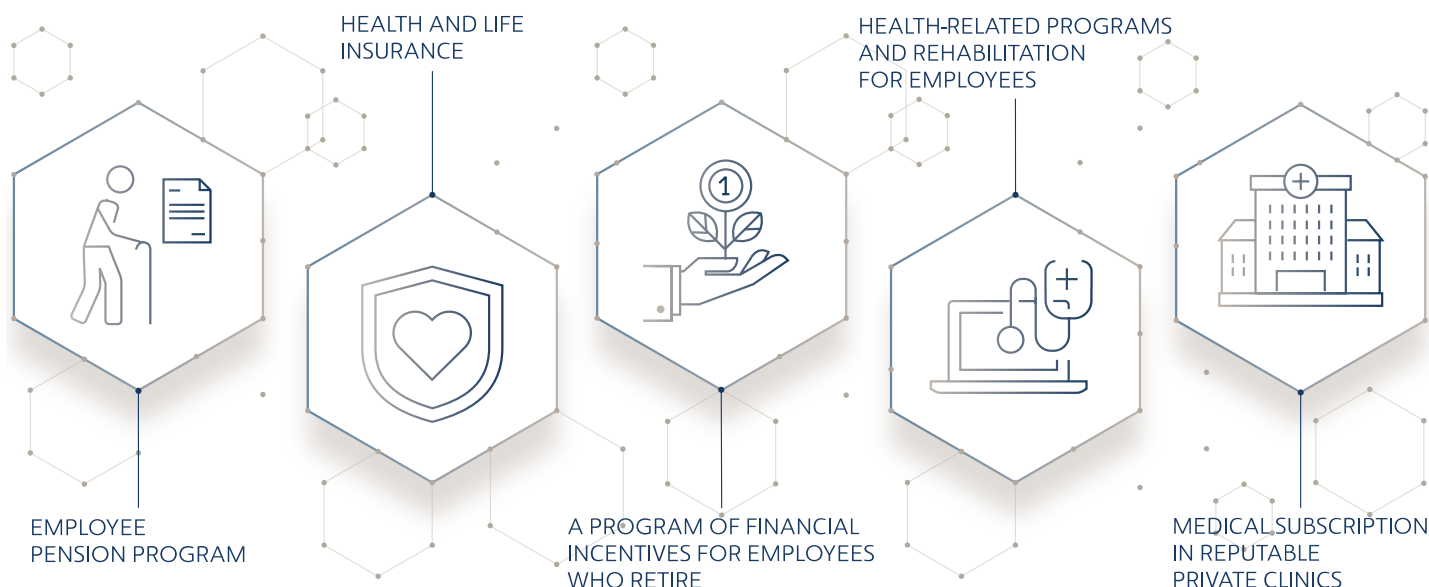 HEALTH AND LIFE
INSURANCE
HEALTH-RELATED PROGRAMS
AND REHABILITATION
FOR EMPLOYEES
1
EMPLOYEE
PENSION PROGRAM
A PROGRAM OF FINANCIAL
INCENTIVES FOR EMPLOYEES
WHO RETIRE
MEDICAL SUBSCRIPTION
IN REPUTABLE
PRIVATE CLINICS